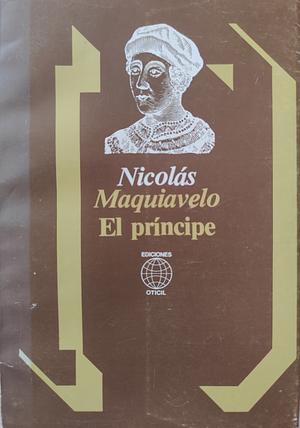 Nicolás
Maquiavelo
El príncipe
EDICIONES
OTICIL